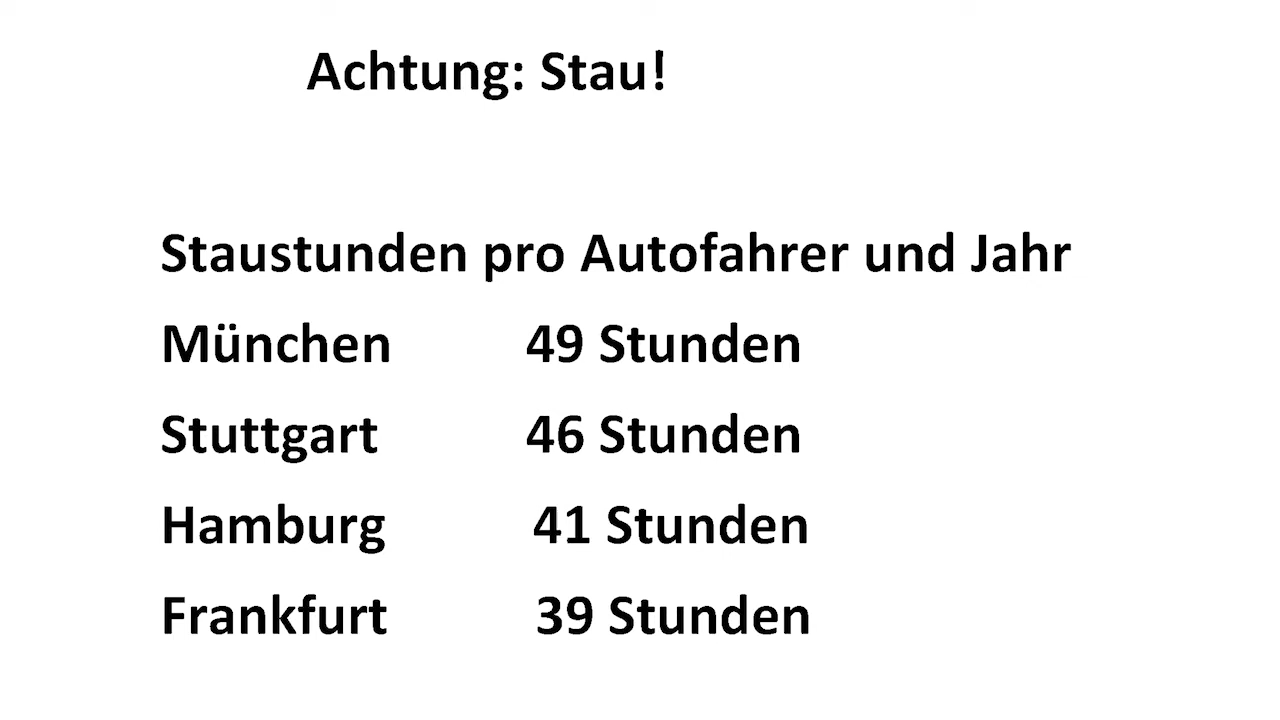 Achtung: Stau!
Staustunden pro Autofahrer und Jahr
München 49 Stunden
Stuttgart 46 Stunden
Hamburg 41 Stunden
Frankfurt 39 Stunden